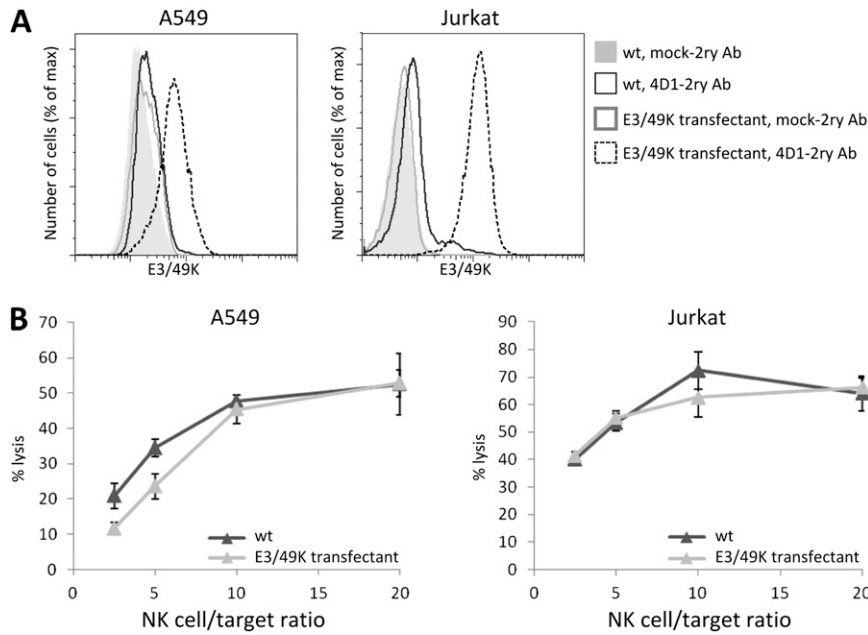 A
A549
Jurkat
Number of cells (% of max)
E3/49K
Number of cells (% of max)
E3/49K
wt, mock-2ry Ab
wt, 4D1-2ry Ab
E3/49K transfectant, mock-2ry Ab
E3/49K transfectant, 4D1-2ry Ab
B
A549
% lysis
70
60
50
40
30
20
10
0
0 5 10 15 20
NK cell/target ratio
wt
E3/49K transfectant
Jurkat
% lysis
90
80
70
60
50
40
30
20
10
0
0 5 10 15 20
NK cell/target ratio
wt
E3/49K transfectant